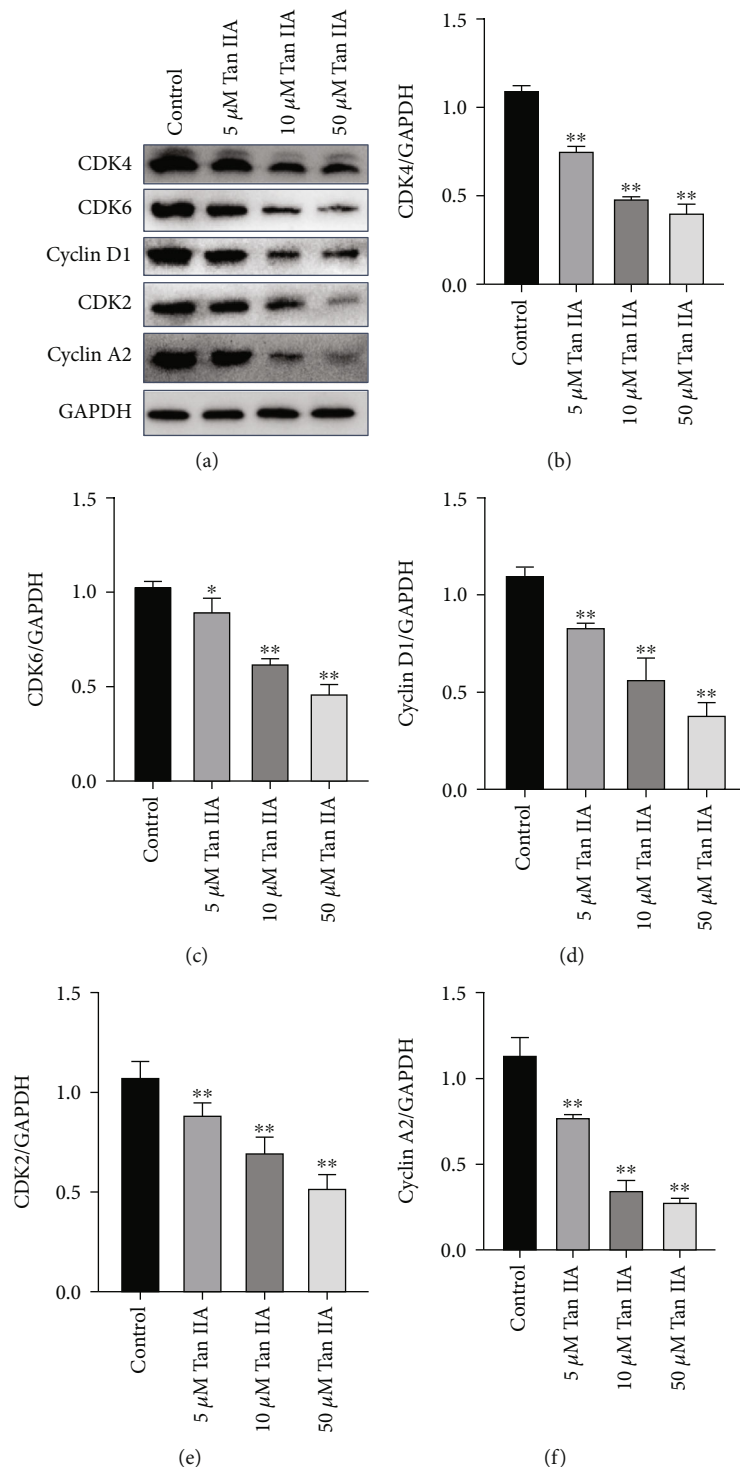 Control
5 µM Tan IIA
10 µM Tan IIA
50 µM Tan IIA
CDK4
CDK6
Cyclin D1
CDK2
Cyclin A2
GAPDH
(a)
CDK4/GAPDH
1.5
1.0
0.5
0.0
**
**
**
Control
5 µM Tan IIA
10 µM Tan IIA
50 µM Tan IIA
(b)
CDK6/GAPDH
1.5
1.0
0.5
0.0
*
**
**
Control
5 µM Tan IIA
10 µM Tan IIA
50 µM Tan IIA
(c)
Cyclin D1/GAPDH
1.5
1.0
0.5
0.0
**
**
**
Control
5 µM Tan IIA
10 µM Tan IIA
50 µM Tan IIA
(d)
CDK2/GAPDH
1.5
1.0
0.5
0.0
**
**
**
Control
5 µM Tan IIA
10 µM Tan IIA
50 µM Tan IIA
(e)
Cyclin A2/GAPDH
1.5
1.0
0.5
0.0
**
**
**
Control
5 µM Tan IIA
10 µM Tan IIA
50 µM Tan IIA
(f)